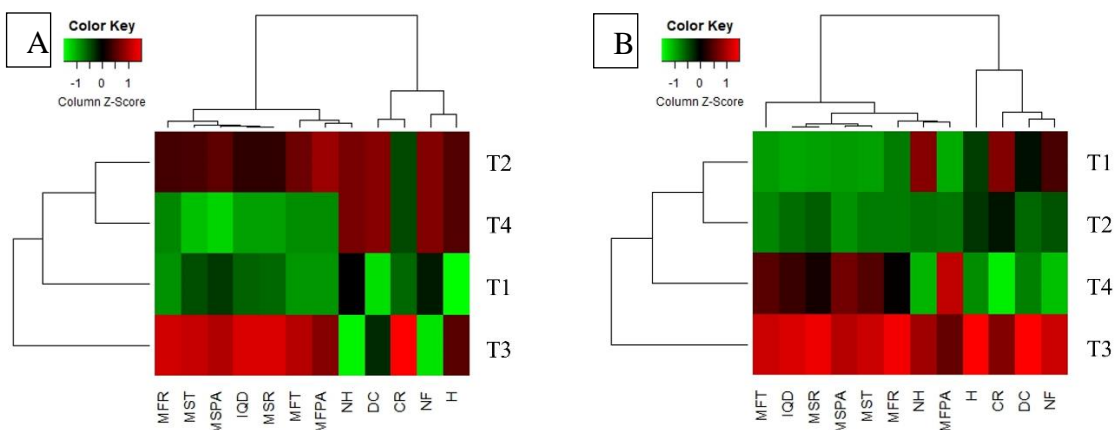 A
Color Key
-1 0 1
Column Z-Score
T2
T4
T1
T3
MFR MST MSPA IQD MSR MFT MFPA NH DC CR NF H
B
Color Key
-1 0 1
Column Z-Score
T1
T2
T4
T3
MFT IQD MSR MSPA MST MFR NH MFPA H CR DC NF